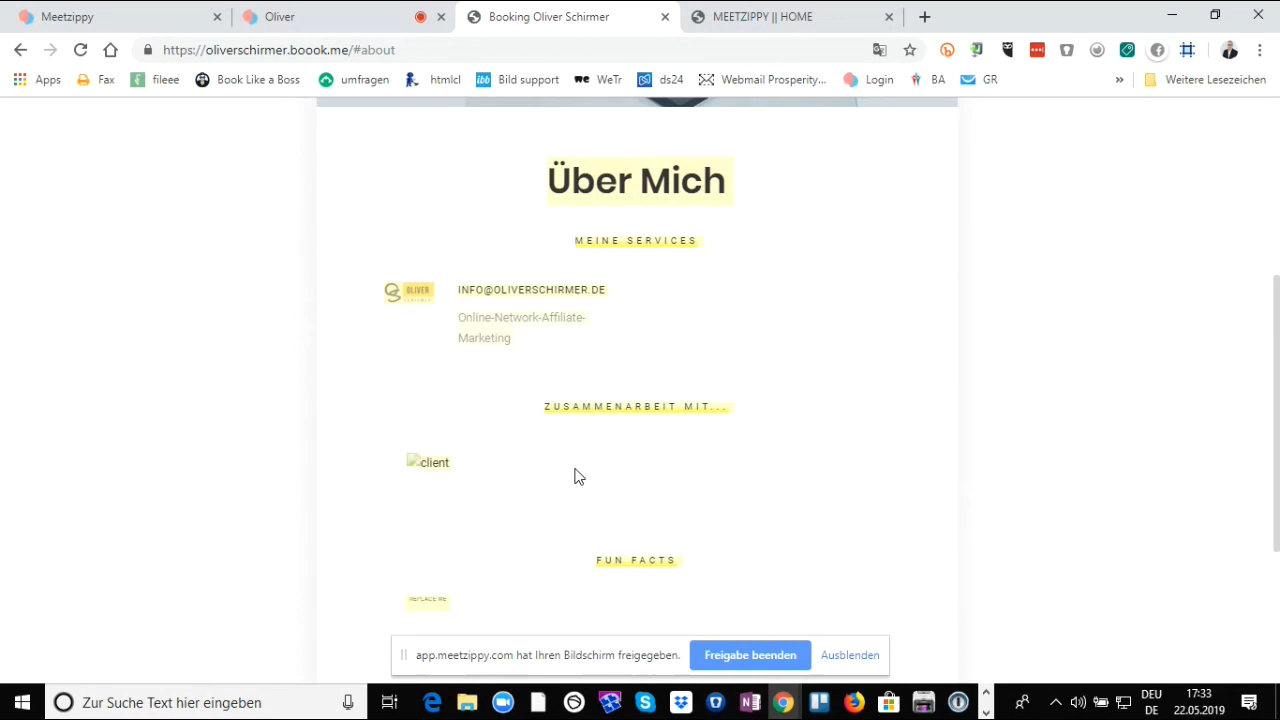 Meetzippy
Oliver
Booking Oliver Schirmer
MEETZIPPY || HOME
https://oliverschirmer.boook.me/#about
Apps
Fax
fileee
Book Like a Boss
umfragen
htmlcl
Bild support
WeTr
ds24
Webmail Prosperity...
Login
BA
GR
»
Weitere Lesezeichen
Über Mich
MEINE SERVICES
OLIVER
INFO@OLIVERSCHIRMER.DE
Online-Network-Affiliate-
Marketing
ZUSAMMENARBEIT MIT...
client
FUN FACTS
REPLACE ME
app.meetzippy.com hat Ihren Bildschirm freigegeben.
Freigabe beenden
Ausblenden
Zur Suche Text hier eingeben
DEU
DE
17:33
22.05.2019